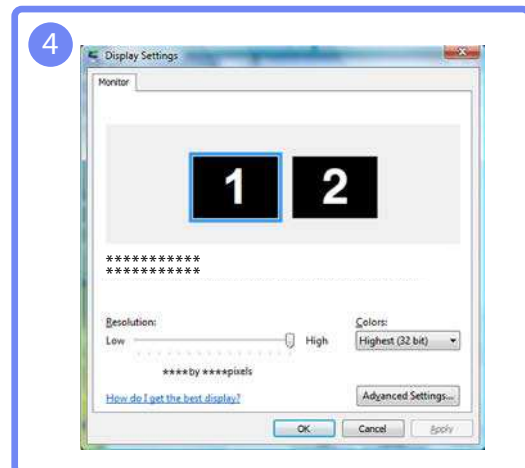 4
Display Settings
Monitor
1 2
***********
***********
Resolution:
Colors:
Low High
Highest (32 bit)
****by ****pixels
How do I get the best display?
Advanced Settings...
OK Cancel Apply